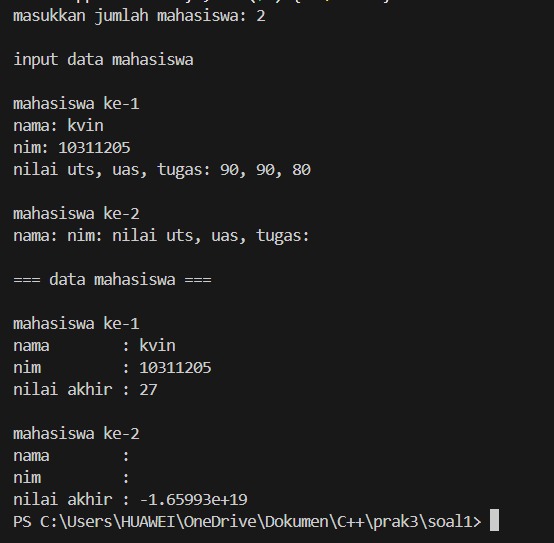 masukkan jumlah mahasiswa: 2
input data mahasiswa
mahasiswa ke-1
nama: kvin
nim: 10311205
nilai uts, uas, tugas: 90, 90, 80
mahasiswa ke-2
nama: nim: nilai uts, uas, tugas:
=== data mahasiswa ===
mahasiswa ke-1
nama : kvin
nim : 10311205
nilai akhir : 27
mahasiswa ke-2
nama :
nim :
nilai akhir : -1.65993e+19
PS C:\Users\HUAWEI\OneDrive\Dokumen\C++\prak3\soal1>